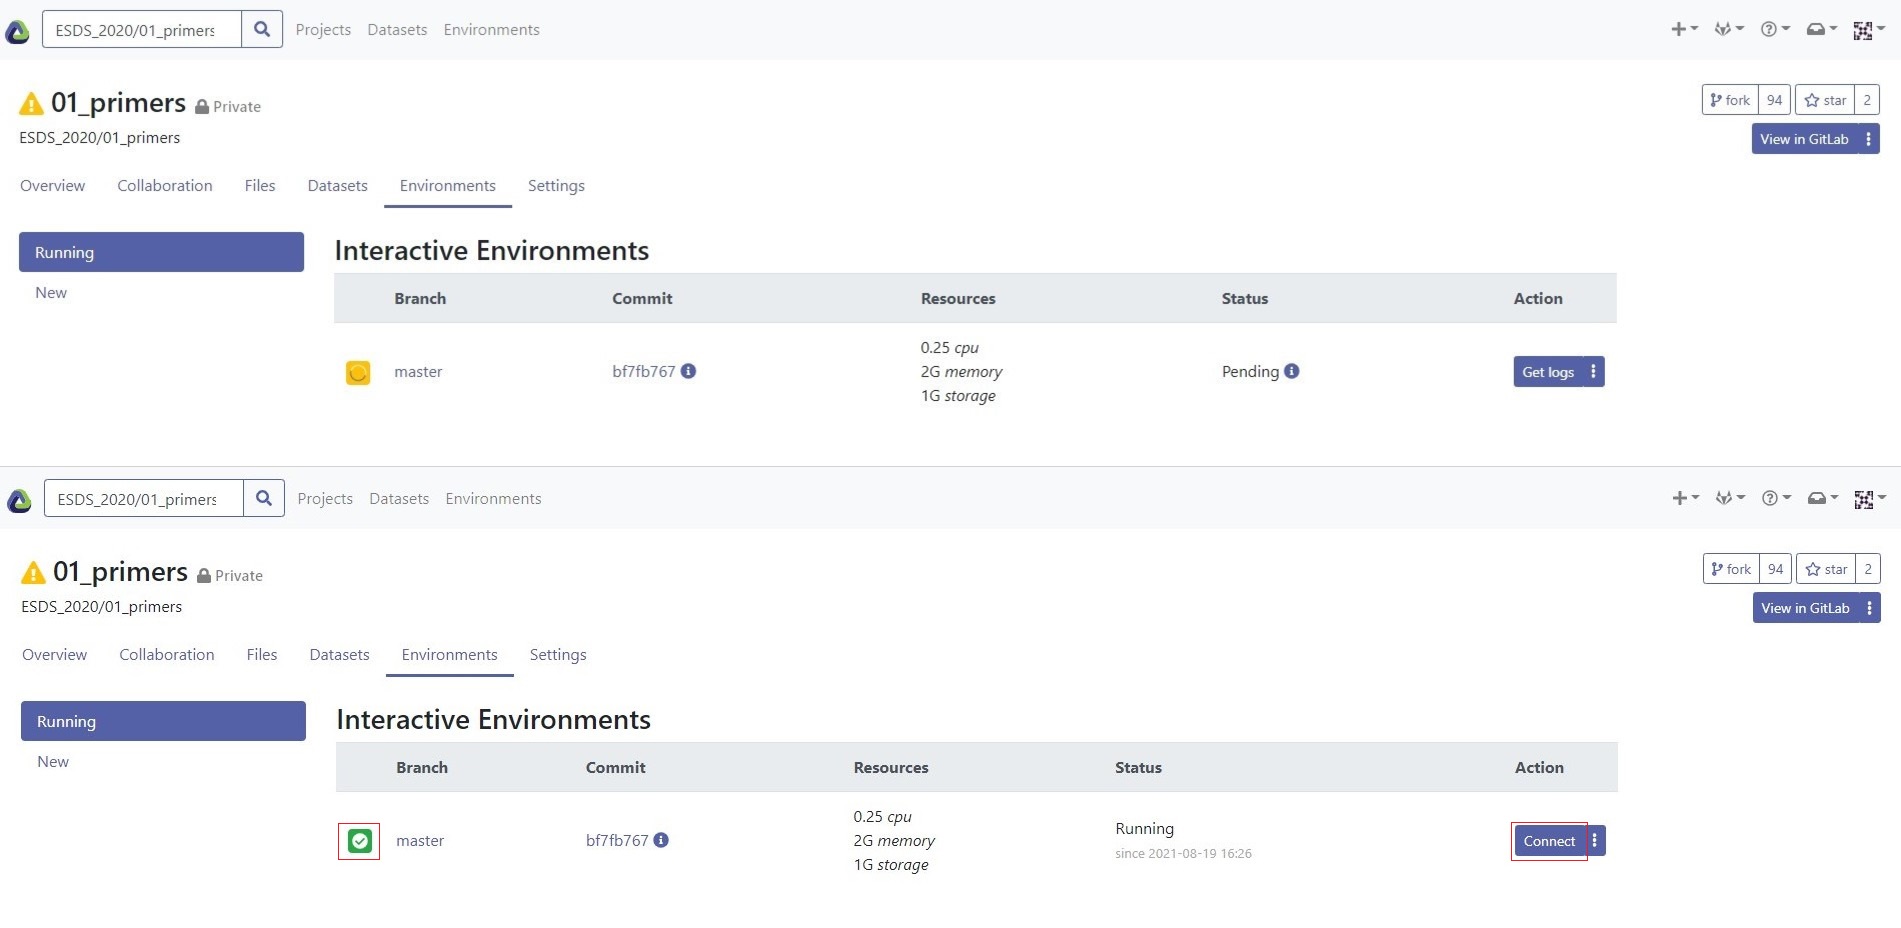 ESDS_2020/01_primers Projects Datasets Environments
01_primers Private fork 94 star 2
ESDS_2020/01_primers View in GitLab
Overview Collaboration Files Datasets Environments Settings
Running
New
Interactive Environments
Branch Commit Resources Status Action
master bf7fb767 0.25 cpu Pending Get logs
2G memory
1G storage
ESDS_2020/01_primers Projects Datasets Environments
01_primers Private fork 94 star 2
ESDS_2020/01_primers View in GitLab
Overview Collaboration Files Datasets Environments Settings
Running
New
Interactive Environments
Branch Commit Resources Status Action
master bf7fb767 0.25 cpu Running Connect
2G memory since 2021-08-19 16:26
1G storage